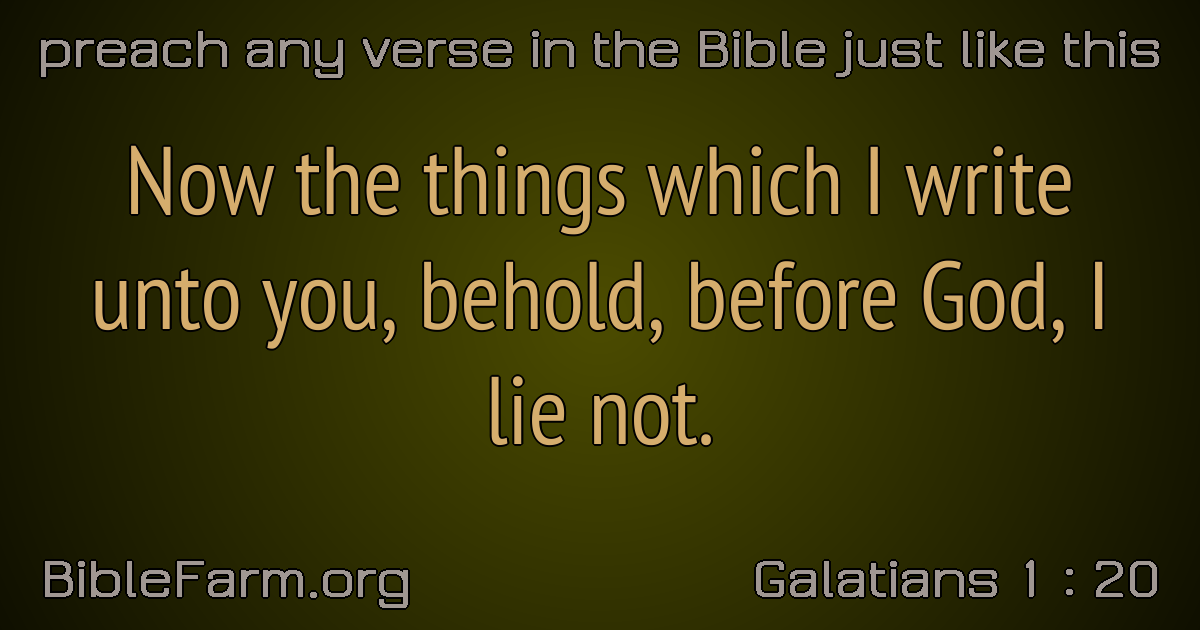 preach any verse in the Bible just like this
Now the things which I write
unto you, behold, before God, I
lie not.
BibleFarm.org
Galatians 1 : 20